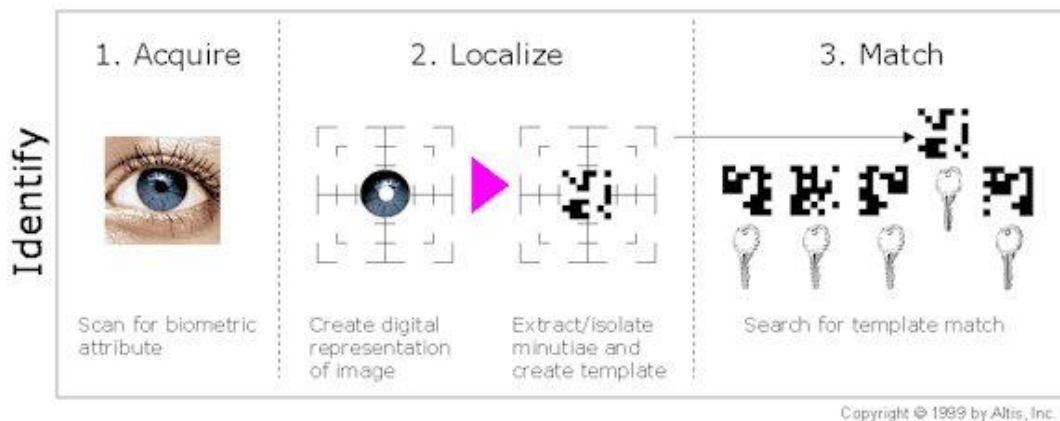 Identify
1. Acquire
Scan for biometric
attribute
2. Localize
Create digital
representation
of image
Extract/isolate
minutiae and
create template
3. Match
Search for template match
Copyright © 1999 by Altis, Inc.